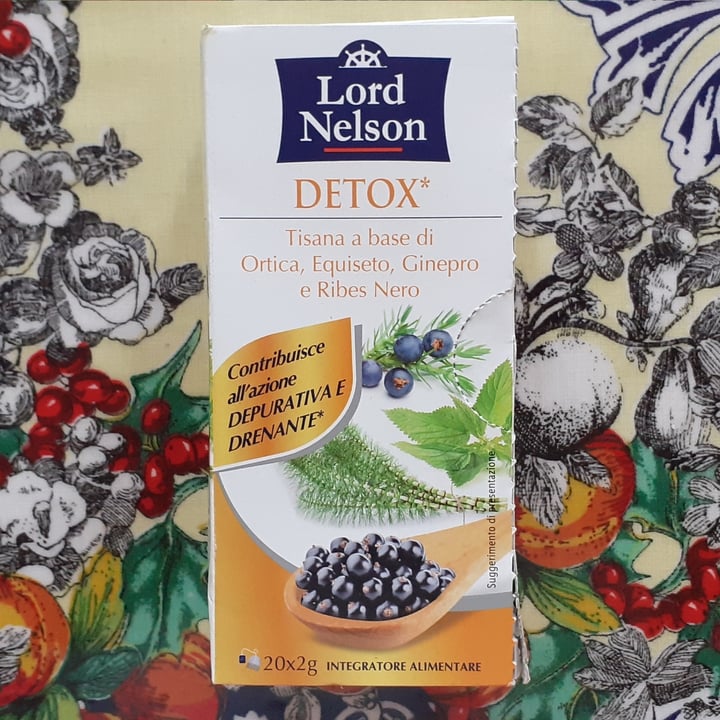 Lord
Nelson
DETOX*
Tisana a base di
Ortica, Equiseto, Ginepro
e Ribes Nero
Contribuisce
all'azione
DEPURATIVA E
DRENANTE*
Suggerimento di presentazione
20x2g INTEGRATORE ALIMENTARE